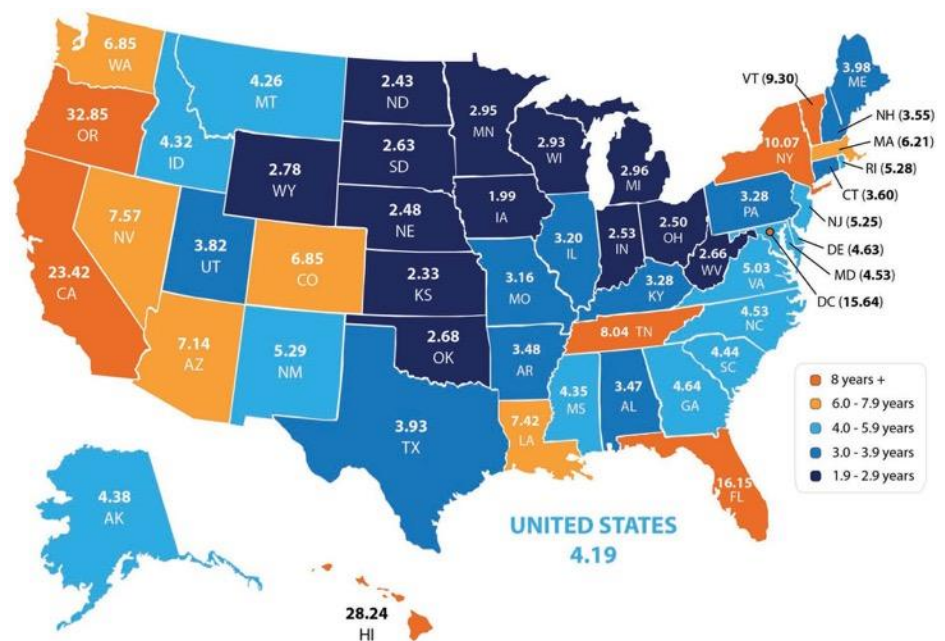 6.85
WA
32.85
OR
23.42
CA
7.57
NV
4.32
ID
4.26
MT
2.78
WY
3.82
UT
6.85
CO
7.14
AZ
5.29
NM
2.43
ND
2.63
SD
2.48
NE
2.33
KS
2.68
OK
3.93
TX
2.95
MN
1.99
IA
3.16
MO
3.48
AR
7.42
LA
2.93
WI
3.20
IL
2.96
MI
2.53
IN
2.50
OH
3.28
KY
8.04 TN
4.35
MS
3.47
AL
4.64
GA
16.15
FL
4.44
SC
4.53
NC
5.03
VA
2.66
WV
3.28
PA
10.07
NY
3.98
ME
VT (9.30)
NH (3.55)
MA (6.21)
RI (5.28)
CT (3.60)
NJ (5.25)
DE (4.63)
MD (4.53)
DC (15.64)
8 years +
6.0 - 7.9 years
4.0 - 5.9 years
3.0 - 3.9 years
1.9 - 2.9 years
4.38
AK
28.24
HI
UNITED STATES
4.19